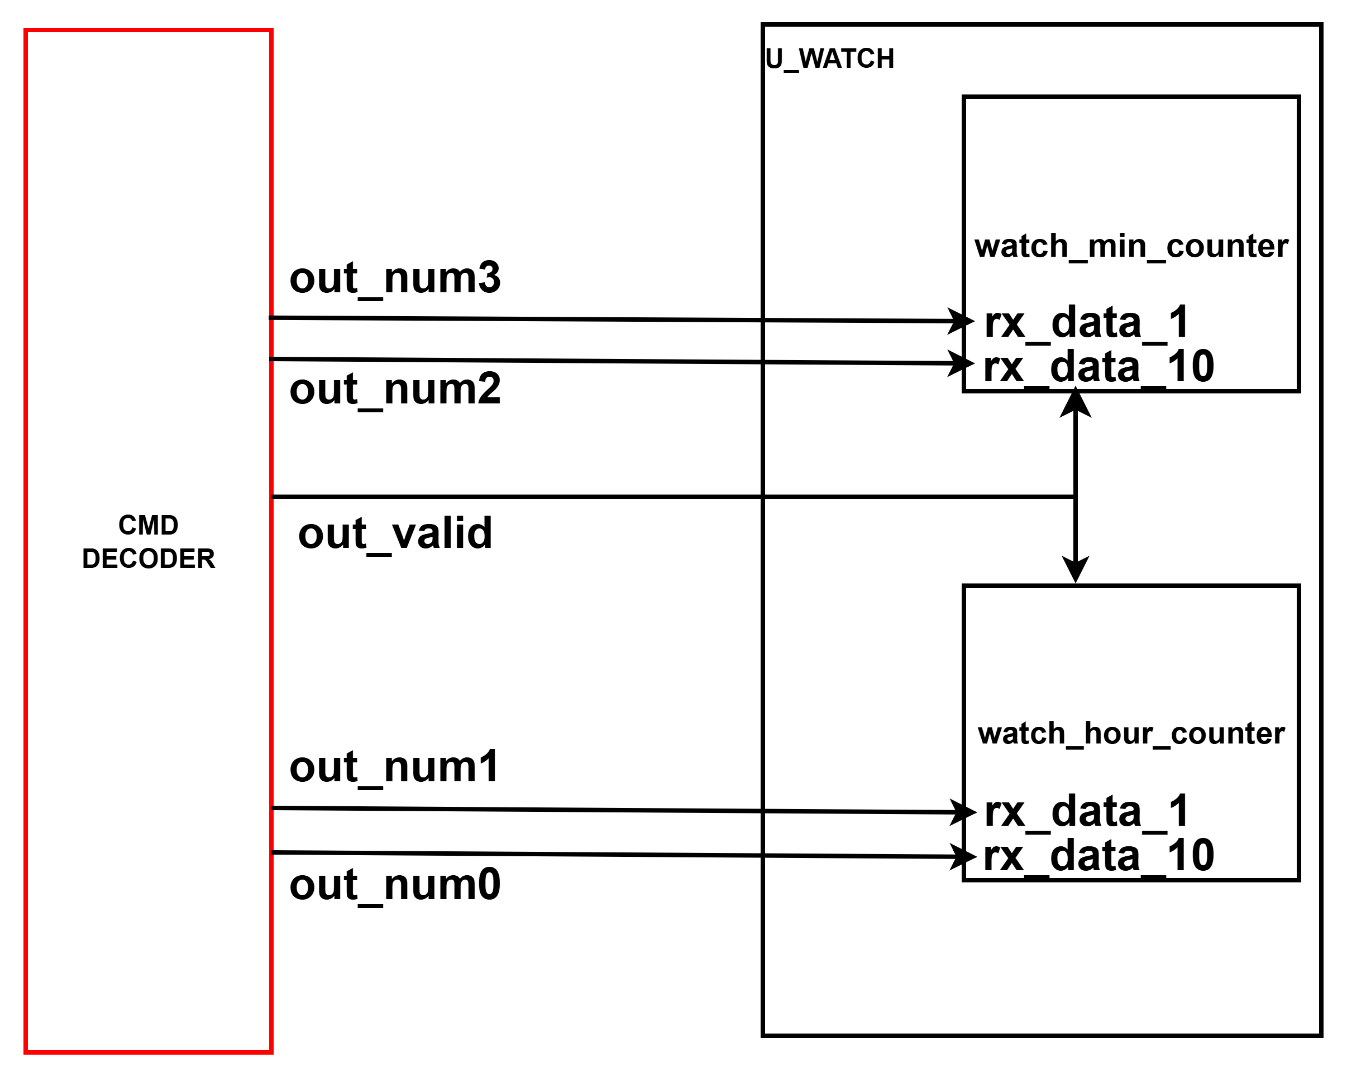 U_WATCH
watch_min_counter
out_num3
rx_data_1
rx_data_10
out_num2
CMD
DECODER
out_valid
watch_hour_counter
out_num1
rx_data_1
rx_data_10
out_num0